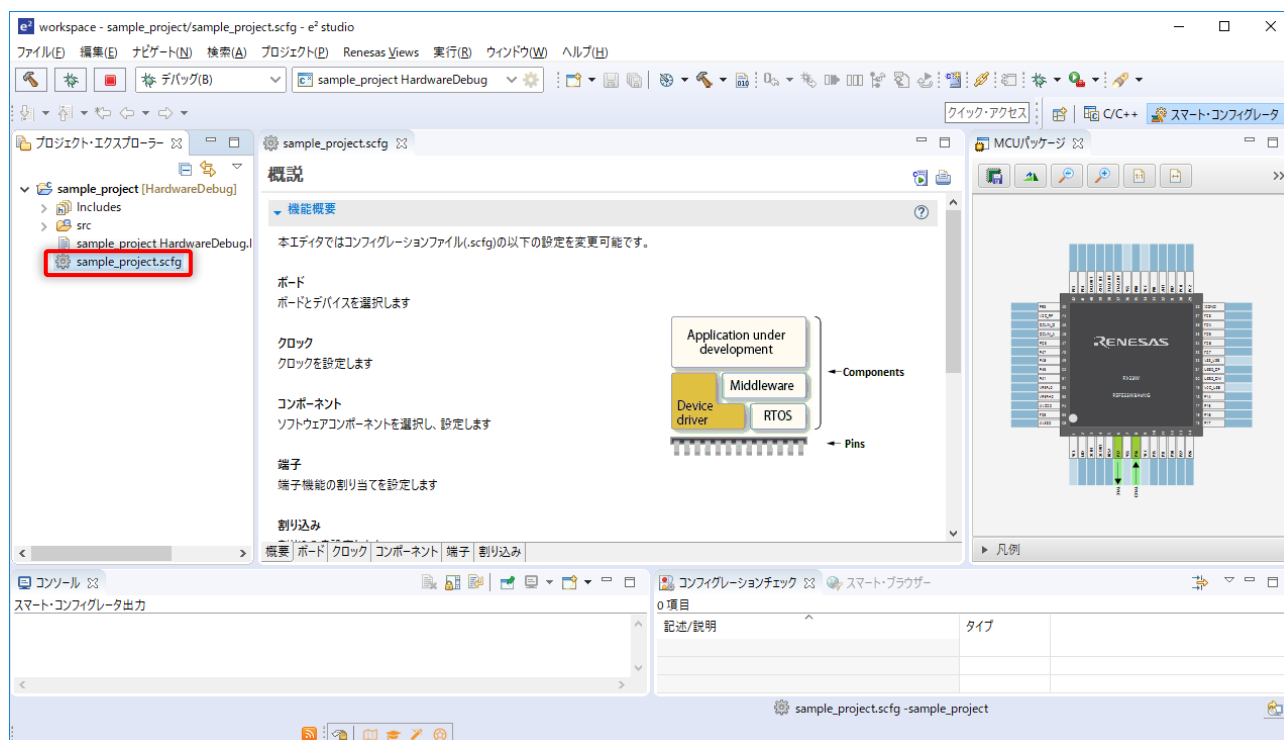 workspace - sample_project/sample_project.scfg - e² studio
ファイル(F) 編集(E) ナビゲート(N) 検索(A) プロジェクト(P) Renesas Views 実行(R) ウィンドウ(W) ヘルプ(H)
デバッグ(B) sample_project HardwareDebug
クイック・アクセス C/C++ スマート・コンフィグレータ
プロジェクト・エクスプローラー
sample_project [HardwareDebug]
Includes
src
sample_project HardwareDebug.l
sample_project.scfg
sample_project.scfg
概説
機能概要
本エディタではコンフィグレーションファイル(.scfg)の以下の設定を変更可能です。
ボード
ボードとデバイスを選択します
クロック
クロックを設定します
コンポーネント
ソフトウェアコンポーネントを選択し、設定します
端子
端子機能の割り当てを設定します
割り込み
Application under
development
Middleware
Device
driver
RTOS
Components
Pins
概要 ボード クロック コンポーネント 端子 割り込み
MCUパッケージ
RENESAS
凡例
コンソール
スマート・コンフィグレータ出力
コンフィグレーションチェック スマート・ブラウザー
0 項目
記述/説明 タイプ
sample_project.scfg -sample_project